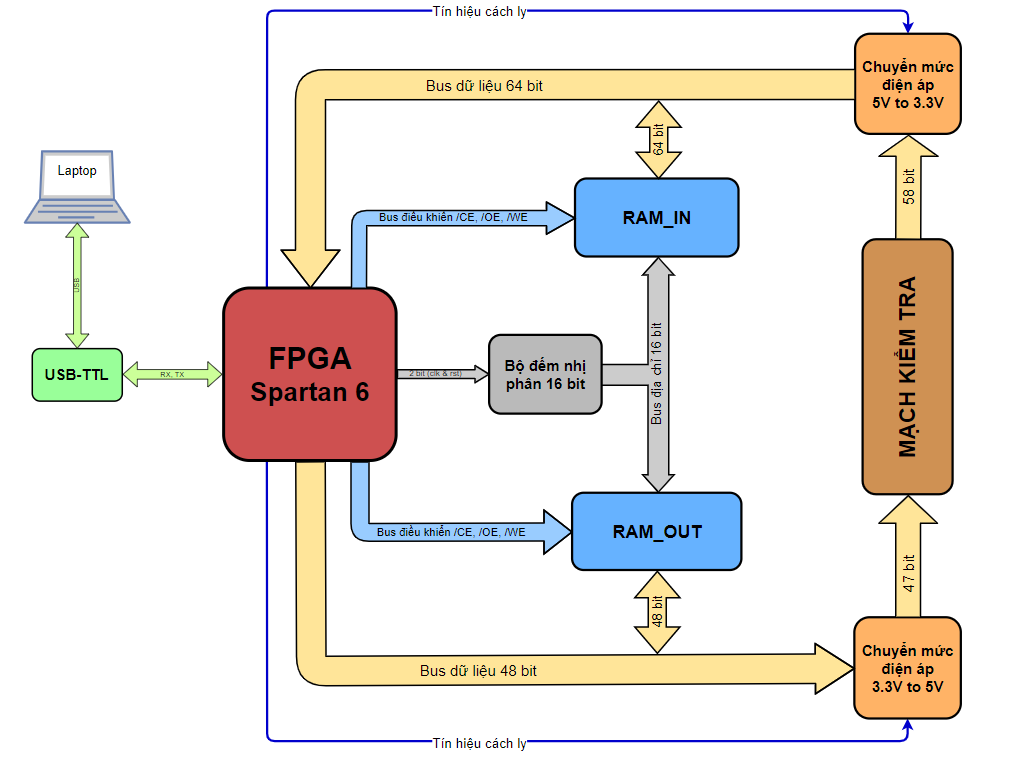 Tín hiệu cách ly
Chuyển mức
điện áp
5V to 3.3V
Bus dữ liệu 64 bit
64 bit
58 bit
Laptop
RAM_IN
Bus điều khiển /CE, /OE, /WE
USB
MẠCH KIỂM TRA
FPGA
Spartan 6
USB-TTL
RX, TX
2 bit (clk & rst)
Bộ đếm nhị
phân 16 bit
Bus địa chỉ 16 bit
RAM_OUT
Bus điều khiển /CE, /OE, /WE
47 bit
48 bit
Chuyển mức
điện áp
3.3V to 5V
Bus dữ liệu 48 bit
Tín hiệu cách ly